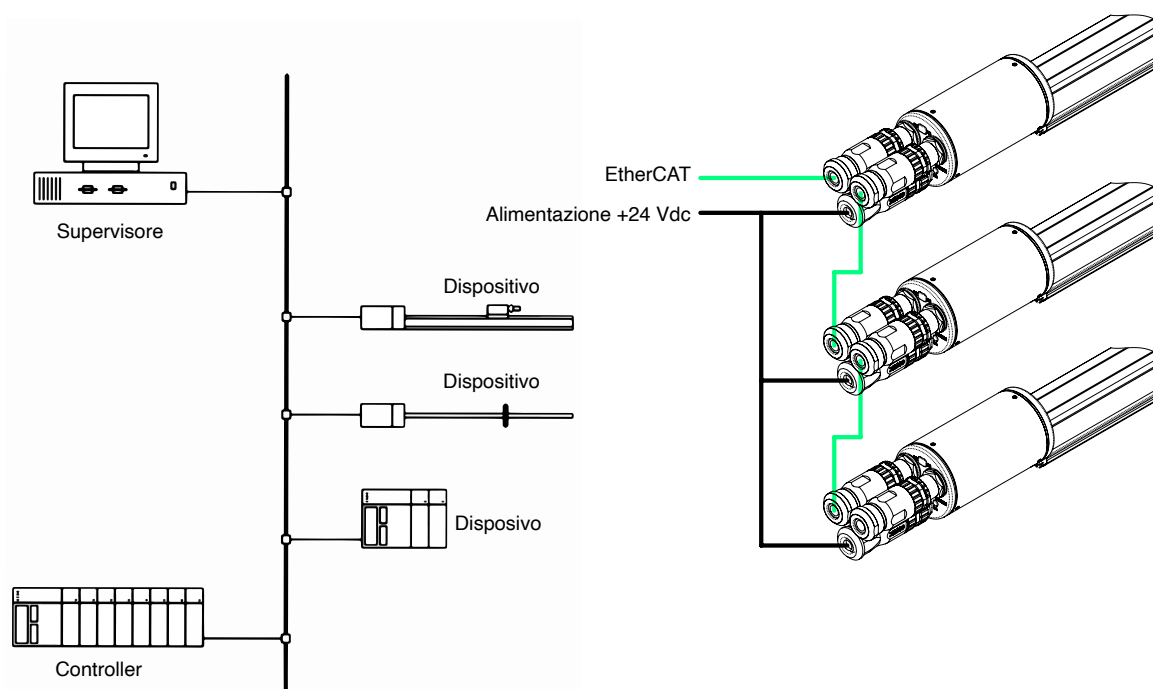 Supervisore
Dispositivo
Dispositivo
Disposivo
Controller
EtherCAT
Alimentazione +24 Vdc